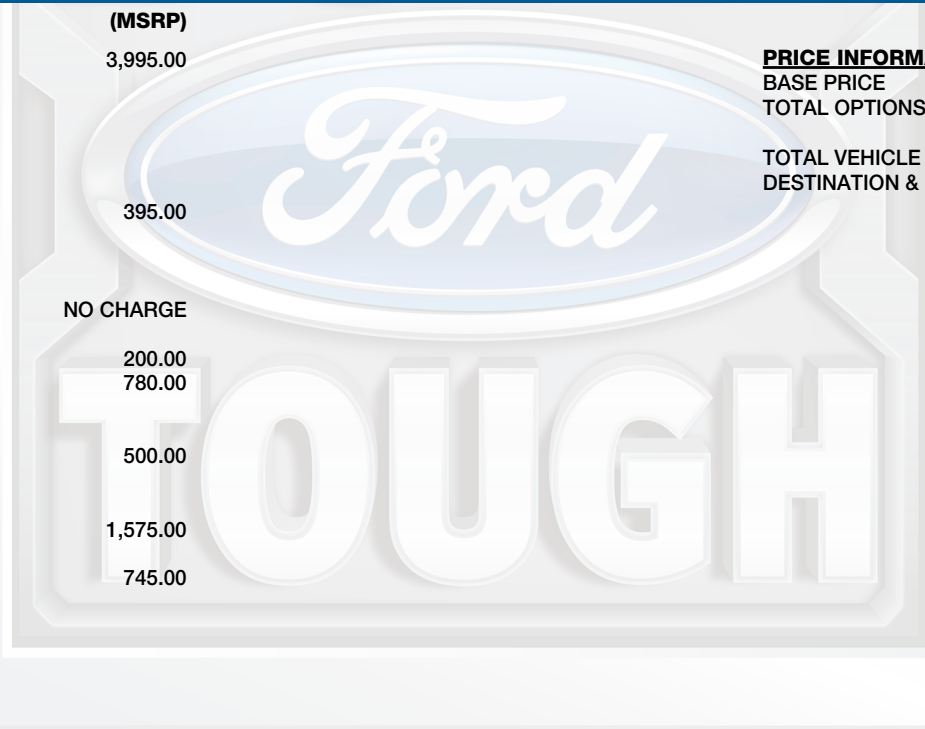 (MSRP)
3,995.00
395.00
NO CHARGE
200.00
780.00
500.00
1,575.00
745.00
PRICE INFORMA
BASE PRICE
TOTAL OPTIONS
TOTAL VEHICLE
DESTINATION &
Ford
TOUGH